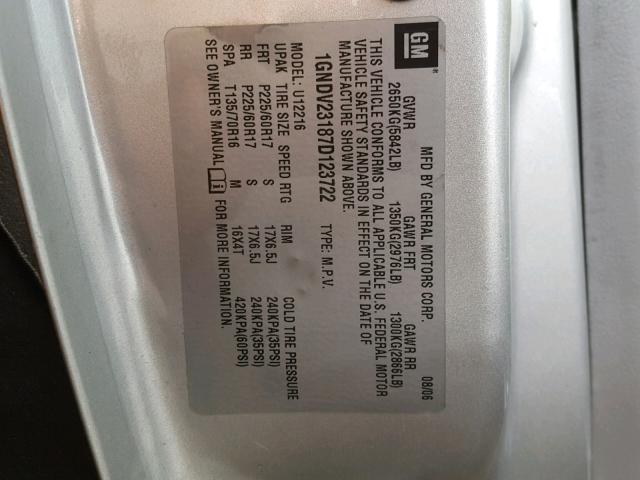 GM ®
MFD BY GENERAL MOTORS CORP. 08/06
GVWR GAWR FRT GAWR RR
2650KG(5842LB) 1350KG(2976LB) 1300KG(2866LB)
THIS VEHICLE CONFORMS TO ALL APPLICABLE U.S. FEDERAL MOTOR
VEHICLE SAFETY STANDARDS IN EFFECT ON THE DATE OF
MANUFACTURE SHOWN ABOVE.
1GNDV23187D123722 TYPE: M.P.V.
MODEL: U12216
UPAK TIRE SIZE SPEED RTG RIM COLD TIRE PRESSURE
FRT P225/60R17 S 17X6.5J 240KPA(35PSI)
RR P225/60R17 S 17X6.5J 240KPA(35PSI)
SPA T135/70R16 M 16X4T 420KPA(60PSI)
SEE OWNER'S MANUAL i FOR MORE INFORMATION.